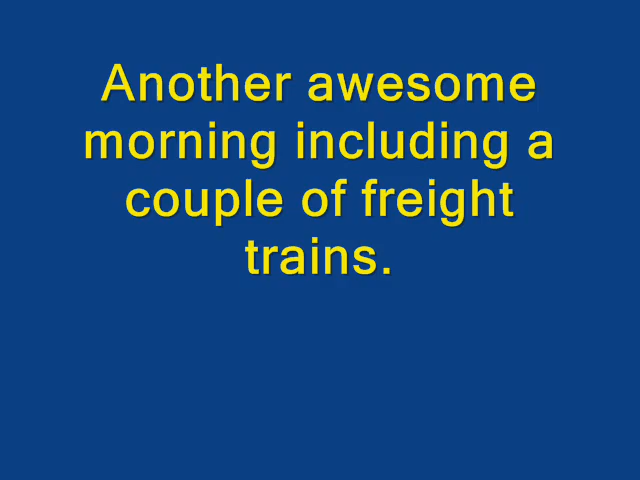 Another awesome
morning including a
couple of freight
trains.